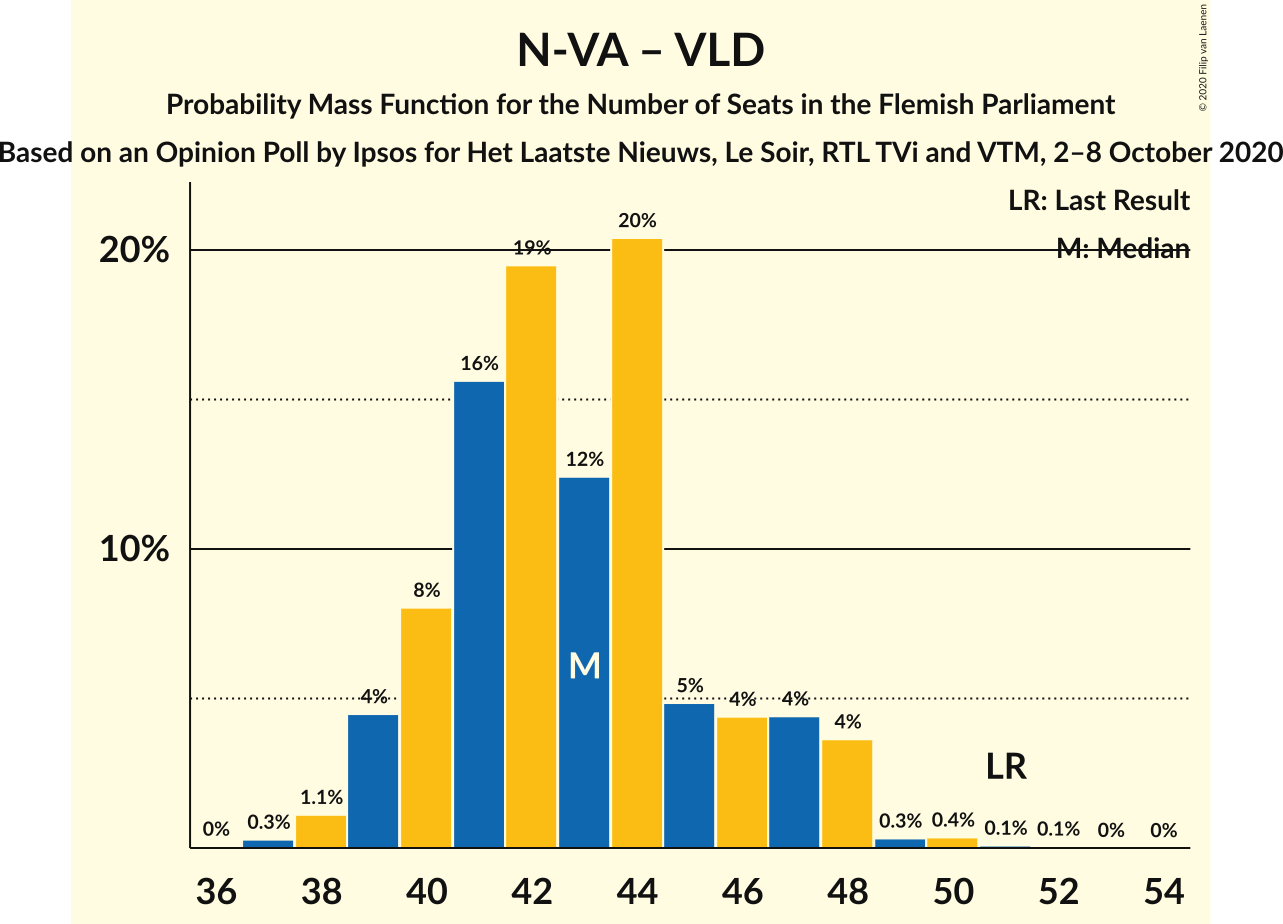 N-VA – VLD
Probability Mass Function for the Number of Seats in the Flemish Parliament
Based on an Opinion Poll by Ipsos for Het Laatste Nieuws, Le Soir, RTL TVi and VTM, 2–8 October 2020
© 2020 Filip van Laenen
LR: Last Result
M: Median
20%
10%
0%
0.3%
1.1%
4%
8%
16%
19%
12%
20%
5%
4%
4%
4%
0.3%
0.4%
0.1%
0.1%
0%
0%
M
LR
36 38 40 42 44 46 48 50 52 54